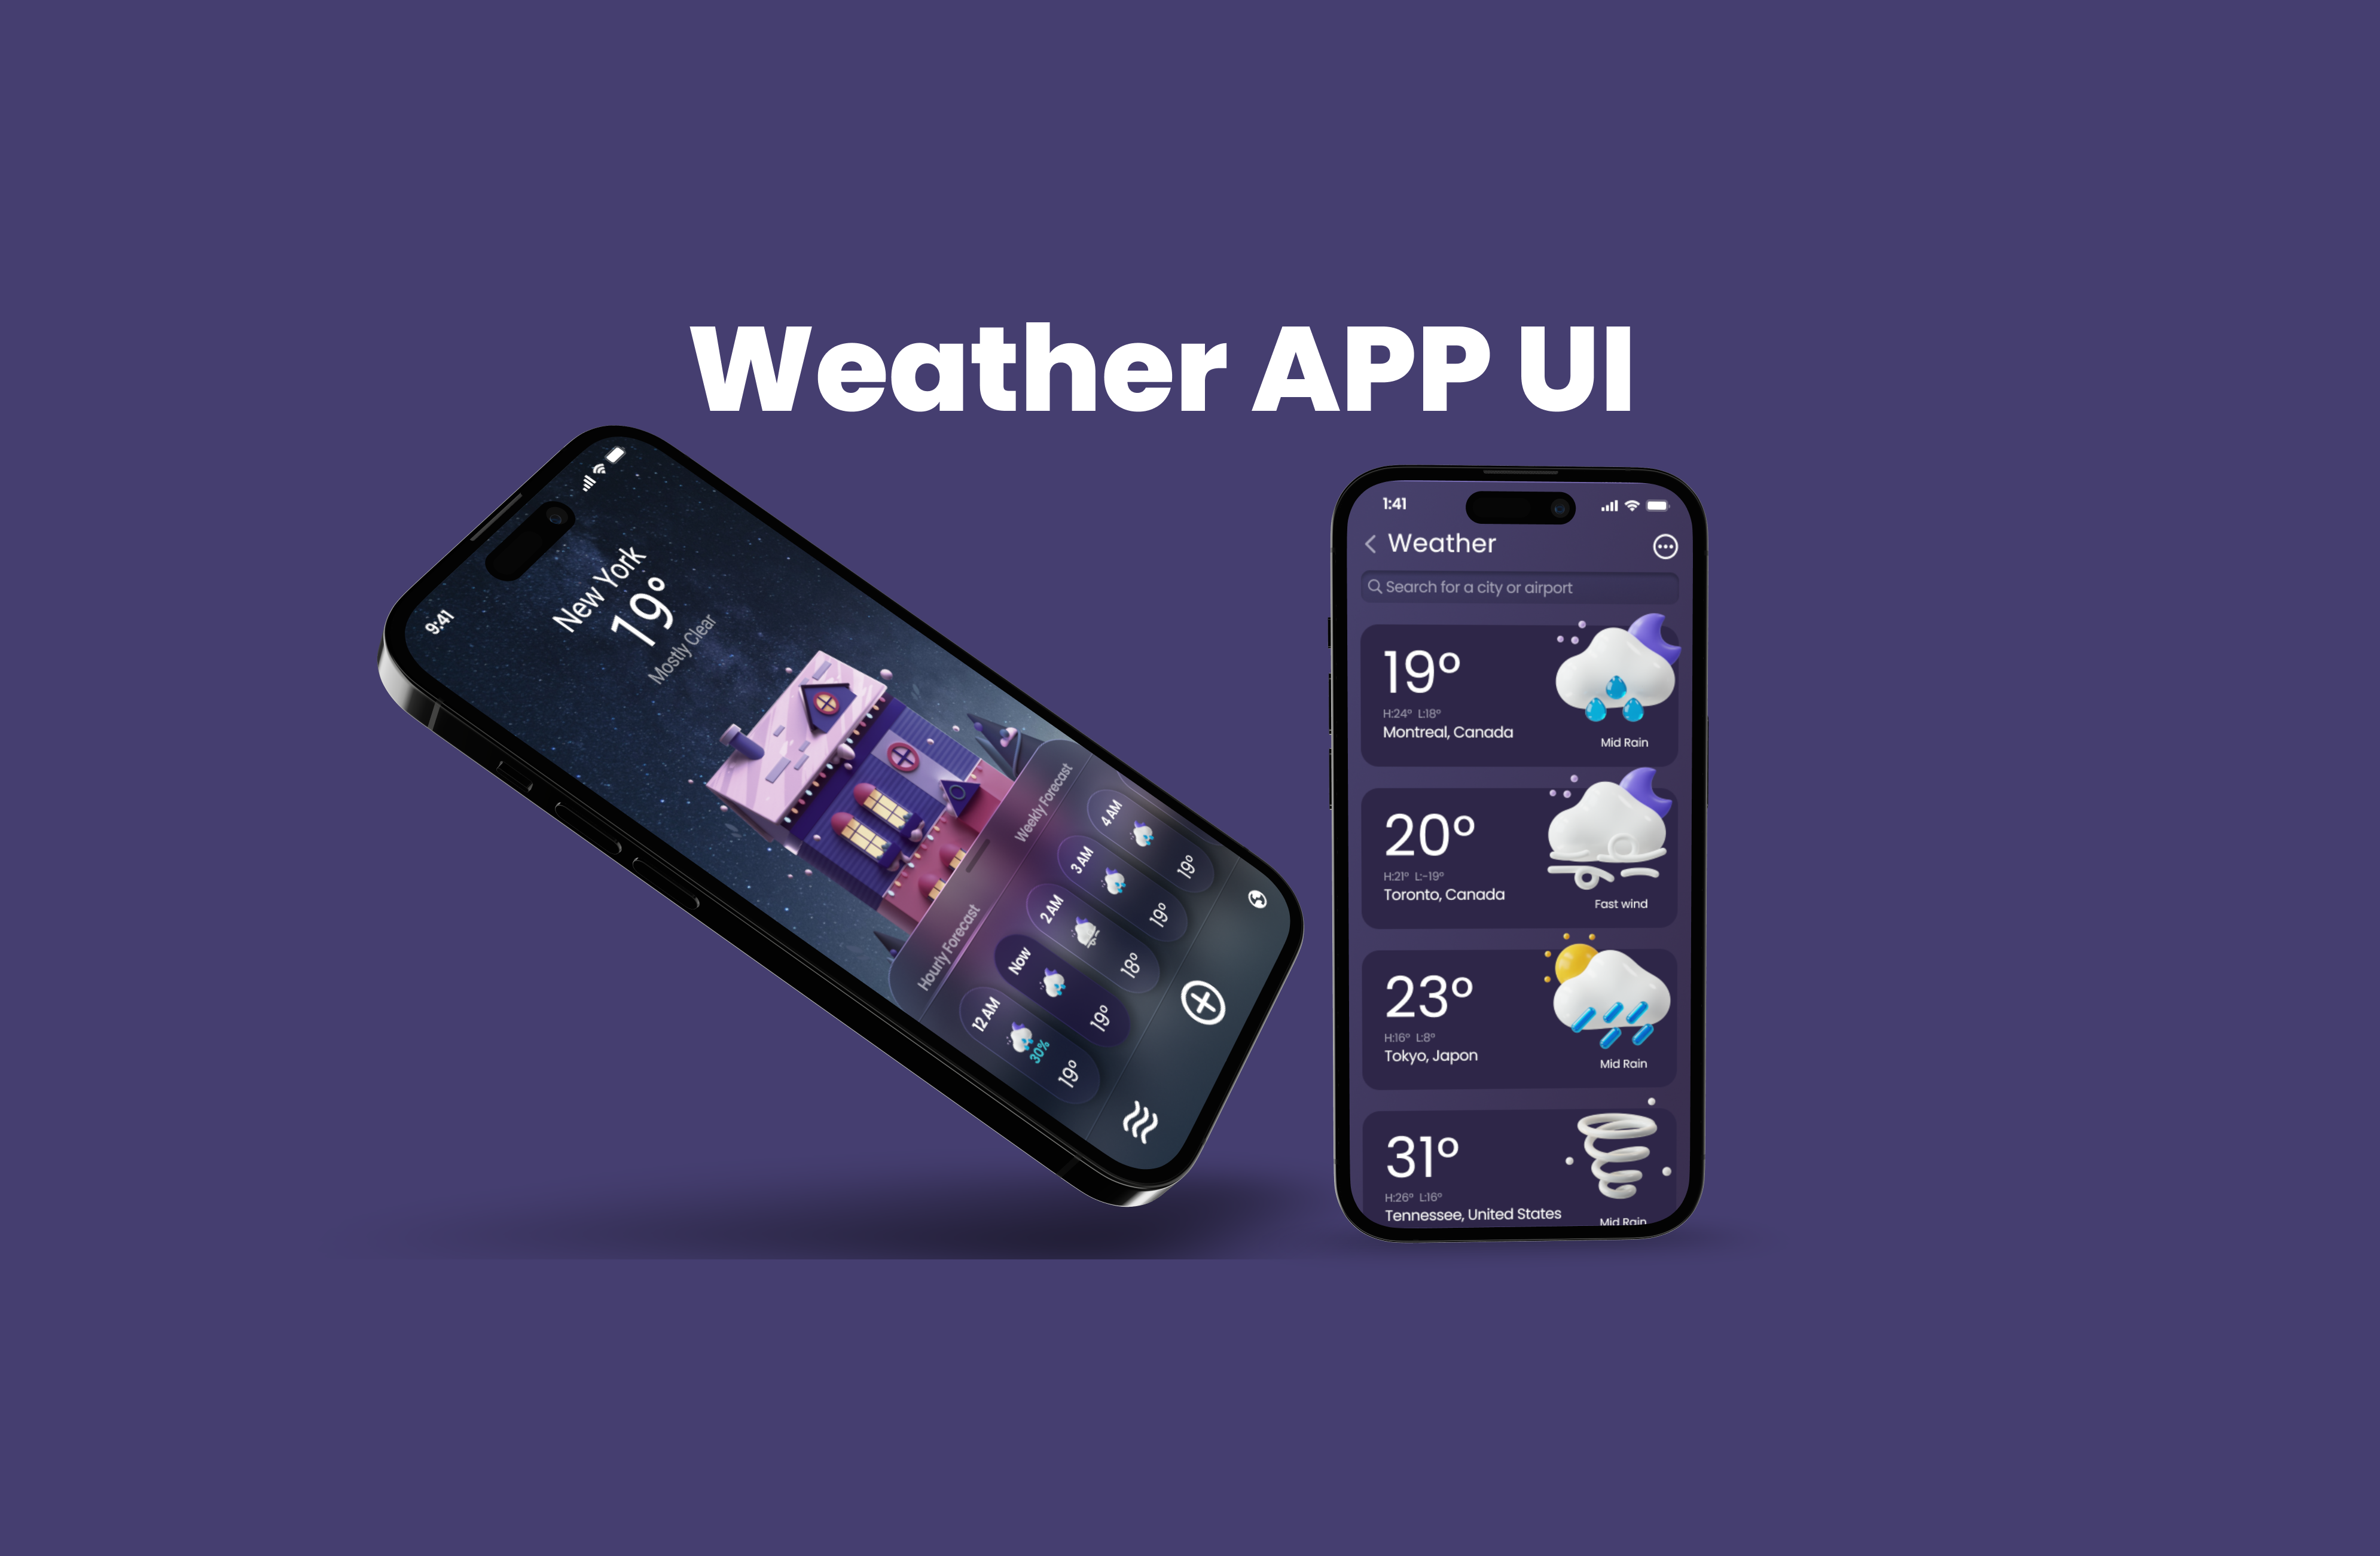 Weather APP UI
9:41
New York
19°
Mostly Clear
Hourly Forecast
Weekly Forecast
12 AM
30%
19°
Now
19°
2 AM
18°
3 AM
19°
4 AM
19°
1:41
Weather
Search for a city or airport
19°
H:24° L:18°
Montreal, Canada
Mid Rain
20°
H:21° L:-19°
Toronto, Canada
Fast wind
23°
H:16° L:8°
Tokyo, Japon
Mid Rain
31°
H:26° L:16°
Tennessee, United States
Mid Rain